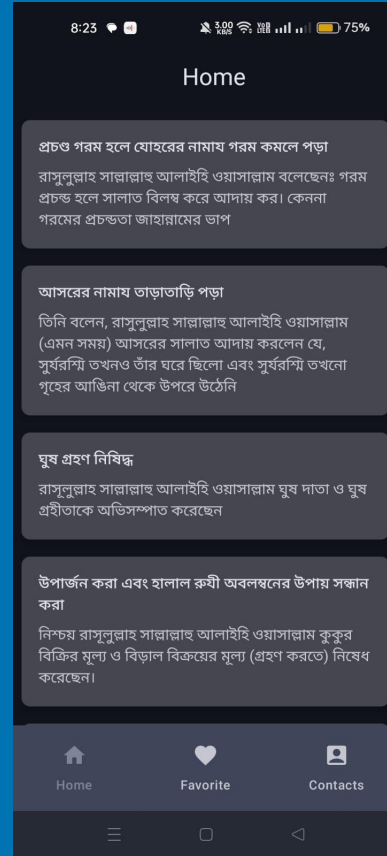 8:23
3.00 KB/S VoD LTEB 75%
Home
প্রচণ্ড গরম হলে যোহরের নামায গরম কমলে পড়া
রাসুলুল্লাহ সাল্লাল্লাহু আলাইহি ওয়াসাল্লাম বলেছেনঃ গরম
প্রচন্ড হলে সালাত বিলম্ব করে আদায় কর। কেননা
গরমের প্রচন্ডতা জাহান্নামের ভাপ
আসরের নামায তাড়াতাড়ি পড়া
তিনি বলেন, রাসুলুল্লাহ সাল্লাল্লাহু আলাইহি ওয়াসাল্লাম
(এমন সময়) আসরের সালাত আদায় করলেন যে,
সুর্যরশ্মি তখনও তাঁর ঘরে ছিলো এবং সুর্যরশ্মি তখনো
গৃহের আঙিনা থেকে উপরে উঠেনি
ঘুষ গ্রহণ নিষিদ্ধ
রাসূলুল্লাহ সাল্লাল্লাহু আলাইহি ওয়াসাল্লাম ঘুষ দাতা ও ঘুষ
গ্রহীতাকে অভিসম্পাত করেছেন
উপার্জন করা এবং হালাল রুযী অবলম্বনের উপায় সন্ধান
করা
নিশ্চয় রাসূলুল্লাহ সাল্লাল্লাহু আলাইহি ওয়াসাল্লাম কুকুর
বিক্রির মূল্য ও বিড়াল বিক্রয়ের মূল্য (গ্রহণ করতে) নিষেধ
করেছেন।
Home Favorite Contacts